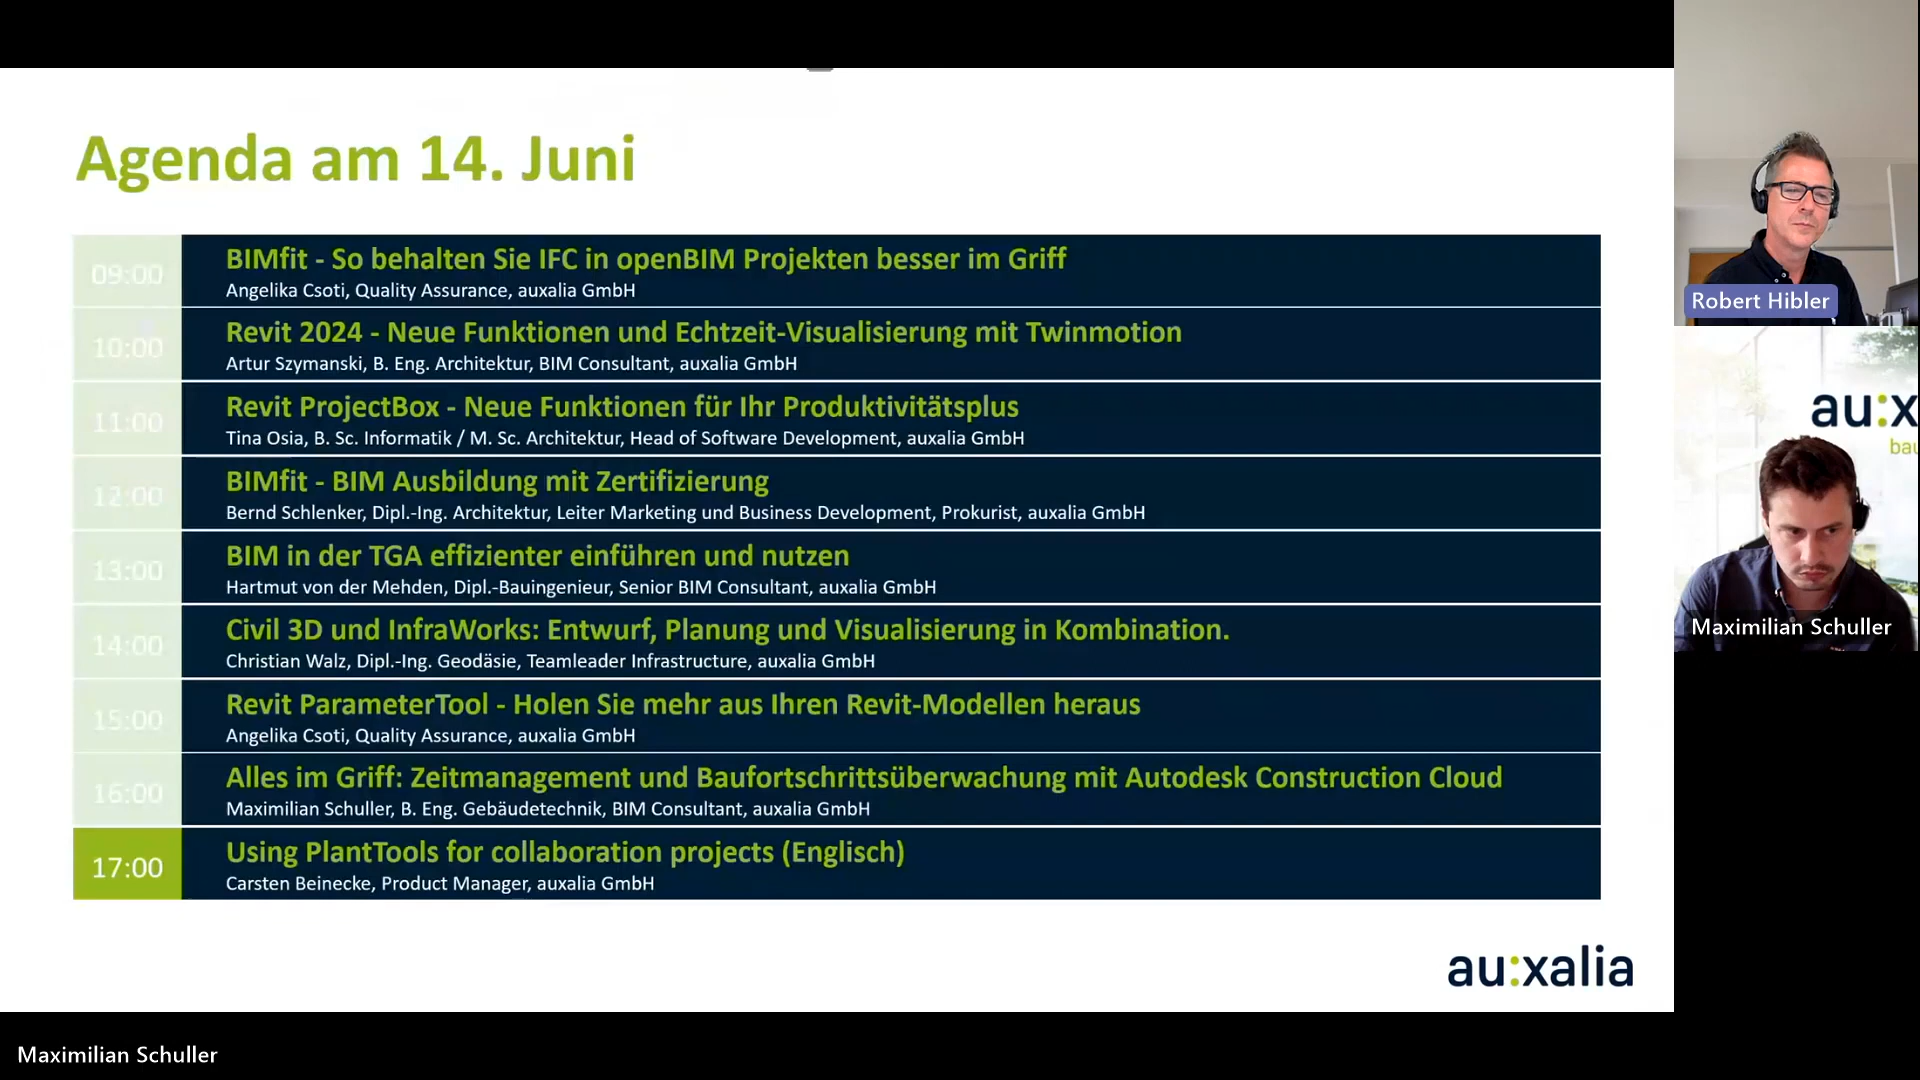 Agenda am 14. Juni
09:00
BIMfit - So behalten Sie IFC in openBIM Projekten besser im Griff
Angelika Csoti, Quality Assurance, auxalia GmbH
10:00
Revit 2024 - Neue Funktionen und Echtzeit-Visualisierung mit Twinmotion
Artur Szymanski, B. Eng. Architektur, BIM Consultant, auxalia GmbH
11:00
Revit ProjectBox - Neue Funktionen für Ihr Produktivitätsplus
Tina Osia, B. Sc. Informatik / M. Sc. Architektur, Head of Software Development, auxalia GmbH
12:00
BIMfit - BIM Ausbildung mit Zertifizierung
Bernd Schlenker, Dipl.-Ing. Architektur, Leiter Marketing und Business Development, Prokurist, auxalia GmbH
13:00
BIM in der TGA effizienter einführen und nutzen
Hartmut von der Mehden, Dipl.-Bauingenieur, Senior BIM Consultant, auxalia GmbH
14:00
Civil 3D und InfraWorks: Entwurf, Planung und Visualisierung in Kombination.
Christian Walz, Dipl.-Ing. Geodäsie, Teamleader Infrastructure, auxalia GmbH
15:00
Revit ParameterTool - Holen Sie mehr aus Ihren Revit-Modellen heraus
Angelika Csoti, Quality Assurance, auxalia GmbH
16:00
Alles im Griff: Zeitmanagement und Baufortschrittsüberwachung mit Autodesk Construction Cloud
Maximilian Schuller, B. Eng. Gebäudetechnik, BIM Consultant, auxalia GmbH
17:00
Using PlantTools for collaboration projects (Englisch)
Carsten Beinecke, Product Manager, auxalia GmbH
au:xalia
Robert Hibler
au:x
bau
Maximilian Schuller
Maximilian Schuller